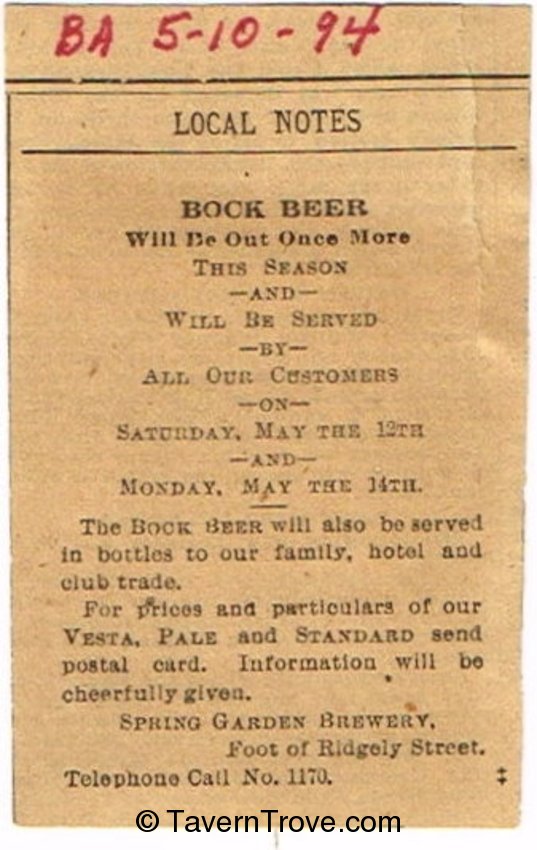 BA 5-10-94
LOCAL NOTES
BOCK BEER
Will Be Out Once More
THIS SEASON
—AND—
WILL BE SERVED
—BY—
ALL OUR CUSTOMERS
—ON—
SATURDAY, MAY THE 12TH
—AND—
MONDAY, MAY THE 14TH.
The BOCK BEER will also be served
in bottles to our family, hotel and
club trade.
For prices and particulars of our
VESTA, PALE and STANDARD send
postal card. Information will be
cheerfully given.
SPRING GARDEN BREWERY,
Foot of Ridgely Street.
Telephone Call No. 1170. ‡
© TavernTrove.com